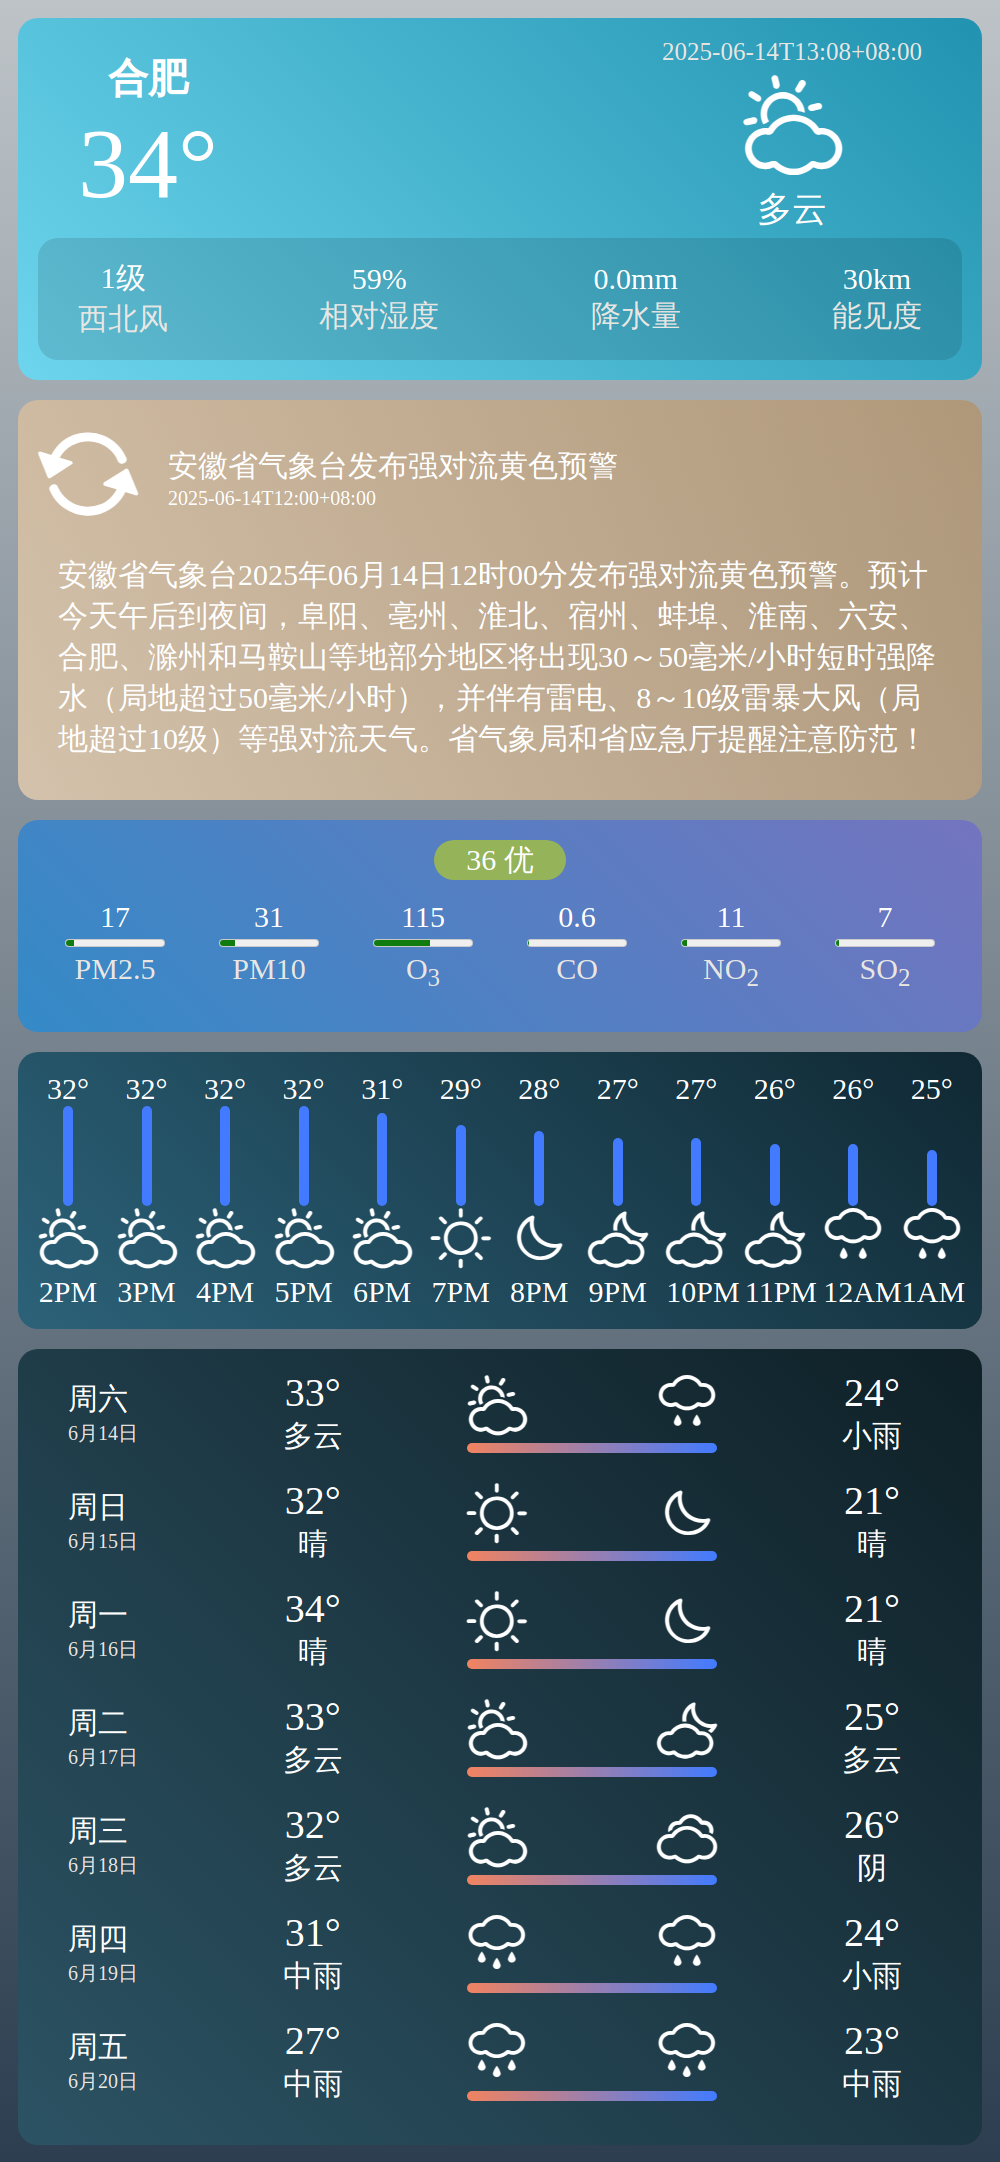 合肥
2025-06-14T13:08+08:00
34°
多云
1级 59% 0.0mm 30km
西北风 相对湿度 降水量 能见度
安徽省气象台发布强对流黄色预警
2025-06-14T12:00+08:00
安徽省气象台2025年06月14日12时00分发布强对流黄色预警。预计
今天午后到夜间，阜阳、亳州、淮北、宿州、蚌埠、淮南、六安、
合肥、滁州和马鞍山等地部分地区将出现30～50毫米/小时短时强降
水（局地超过50毫米/小时），并伴有雷电、8～10级雷暴大风（局
地超过10级）等强对流天气。省气象局和省应急厅提醒注意防范！
36 优
17 31 115 0.6 11 7
PM2.5 PM10 O3 CO NO2 SO2
32° 32° 32° 32° 31° 29° 28° 27° 27° 26° 26° 25°
2PM 3PM 4PM 5PM 6PM 7PM 8PM 9PM 10PM 11PM 12AM 1AM
周六 33° 24°
6月14日 多云 小雨
周日 32° 21°
6月15日 晴 晴
周一 34° 21°
6月16日 晴 晴
周二 33° 25°
6月17日 多云 多云
周三 32° 26°
6月18日 多云 阴
周四 31° 24°
6月19日 中雨 小雨
周五 27° 23°
6月20日 中雨 中雨